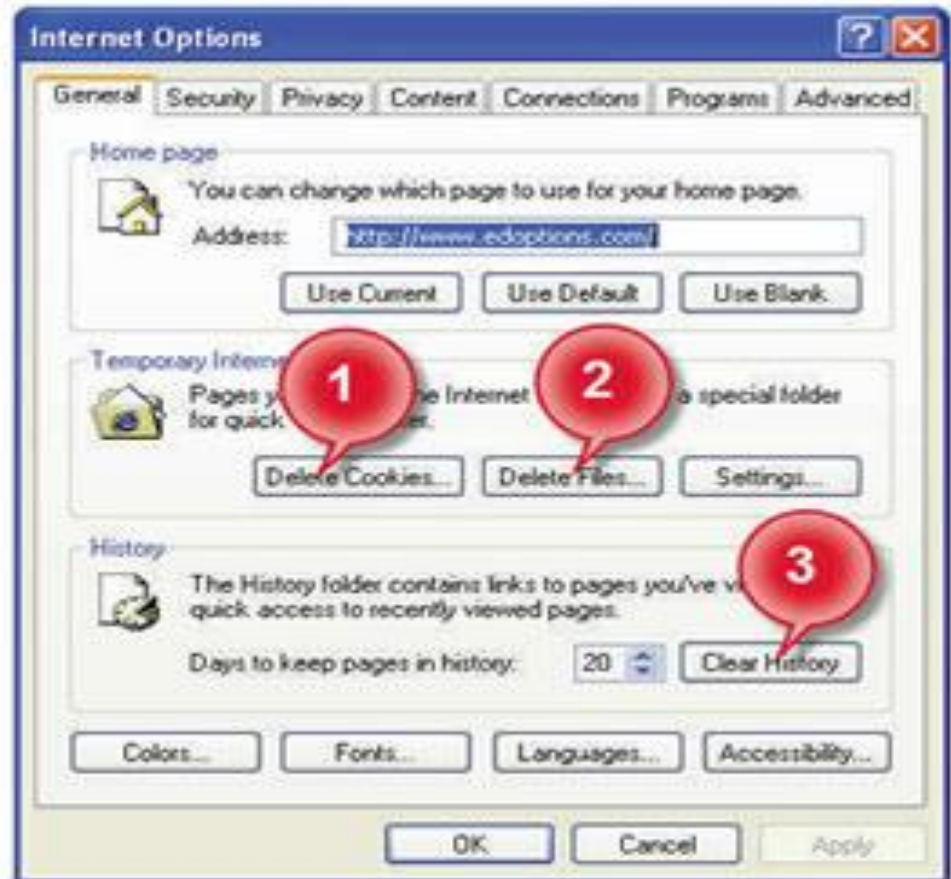 Internet Options
General Security Privacy Content Connections Programs Advanced
Home page
You can change which page to use for your home page.
Address: http://www.edoptions.com/
Use Current Use Default Use Blank
Temporary
1
2
Pages a special folder
for quick
Delete Cookies... Delete Files... Settings...
History
3
The History folder contains links to pages you've
quick access to recently viewed pages.
Days to keep pages in history: 20 Clear History
Colors... Fonts... Languages... Accessibility...
OK Cancel Apply